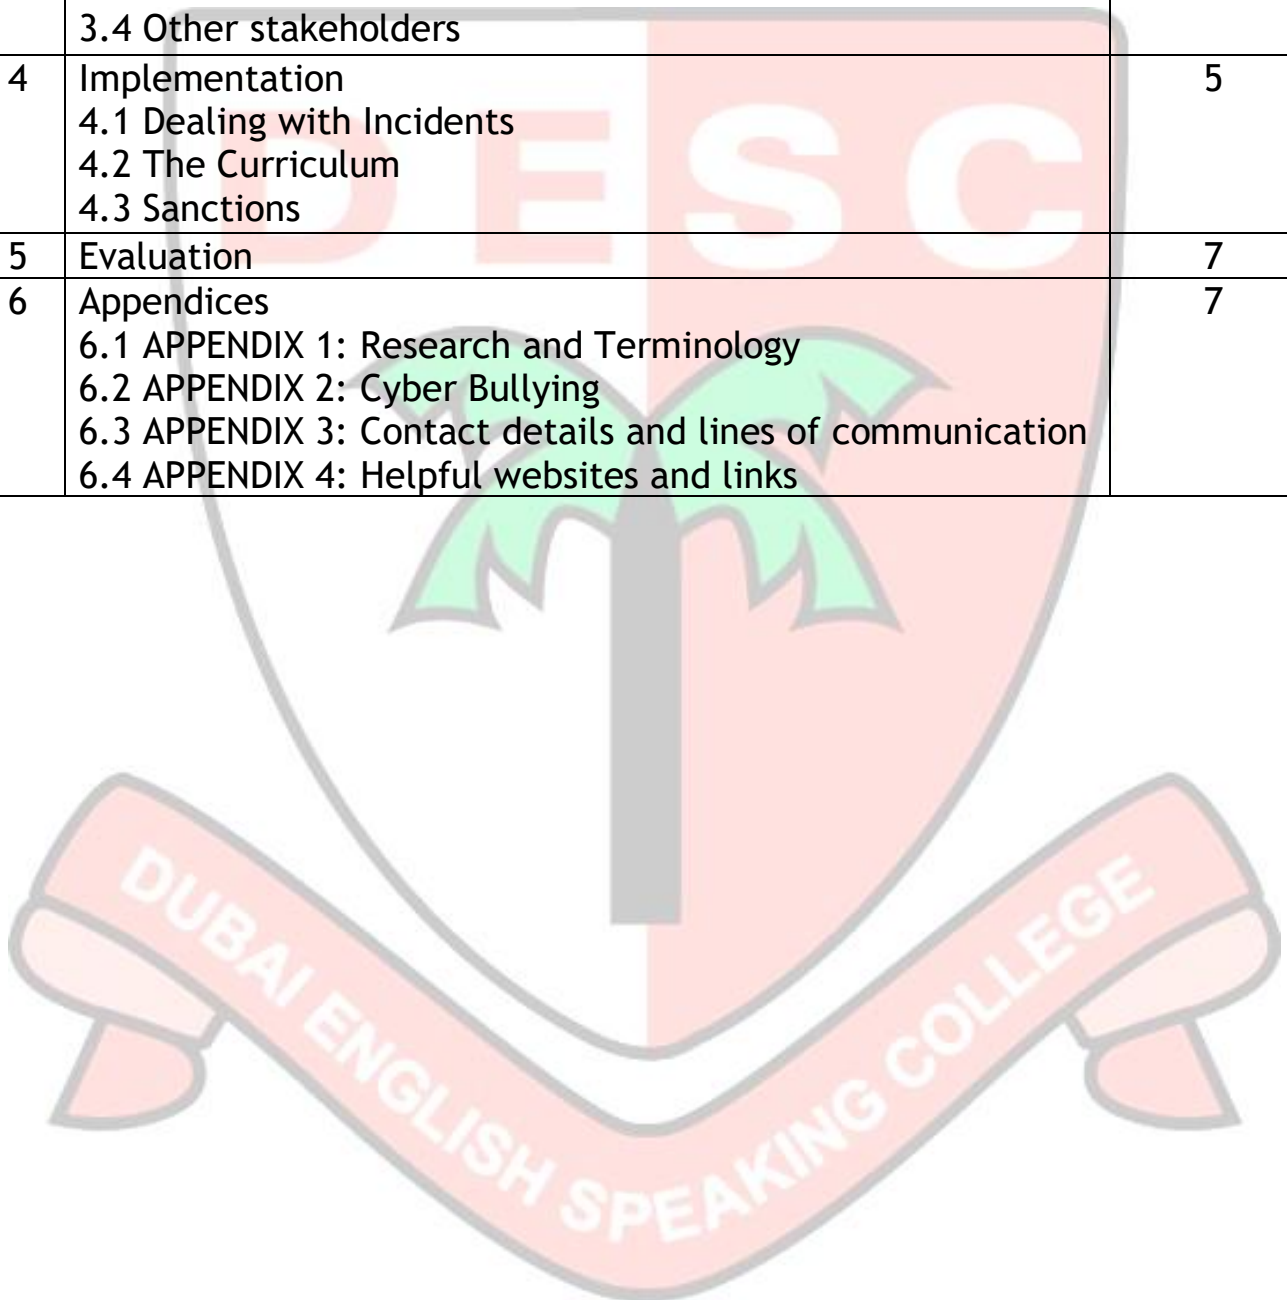 3.4 Other stakeholders
4 Implementation 5
4.1 Dealing with Incidents
4.2 The Curriculum
4.3 Sanctions
5 Evaluation 7
6 Appendices 7
6.1 APPENDIX 1: Research and Terminology
6.2 APPENDIX 2: Cyber Bullying
6.3 APPENDIX 3: Contact details and lines of communication
6.4 APPENDIX 4: Helpful websites and links
DESC
DUBAI ENGLISH SPEAKING COLLEGE